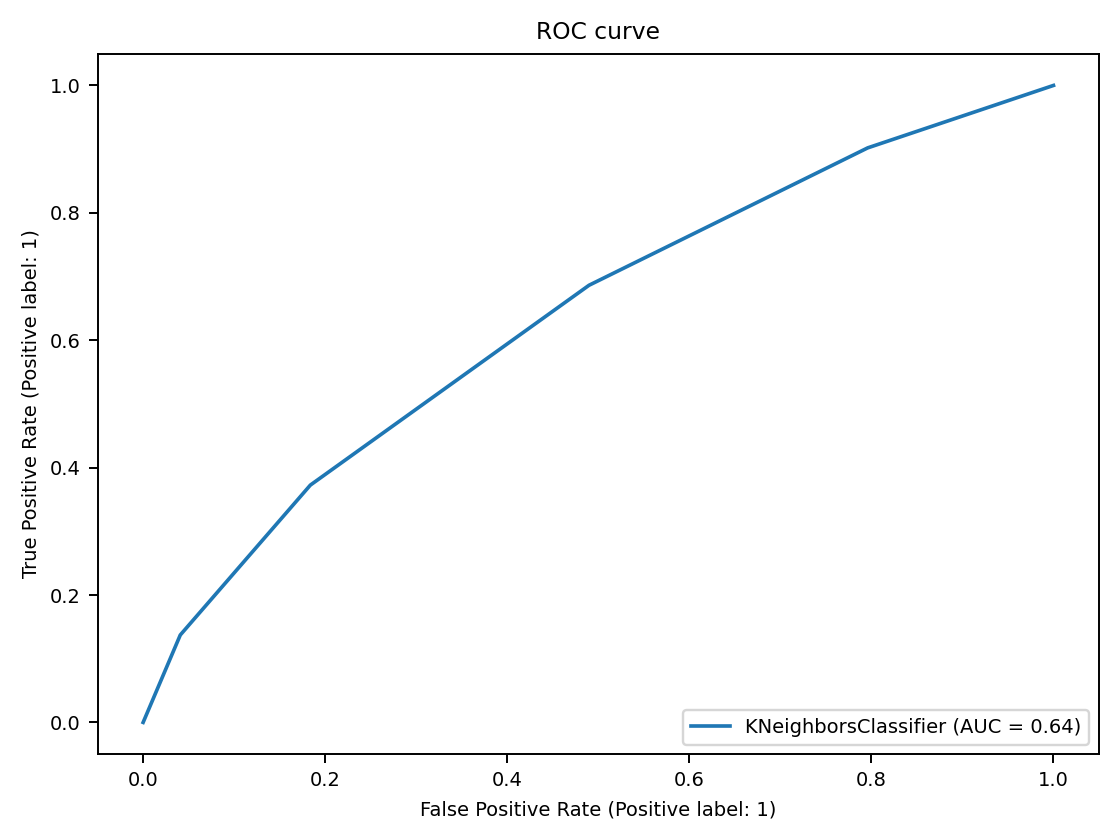 ROC curve
1.0
0.8
0.6
0.4
0.2
0.0
True Positive Rate (Positive label: 1)
KNeighborsClassifier (AUC = 0.64)
0.0 0.2 0.4 0.6 0.8 1.0
False Positive Rate (Positive label: 1)